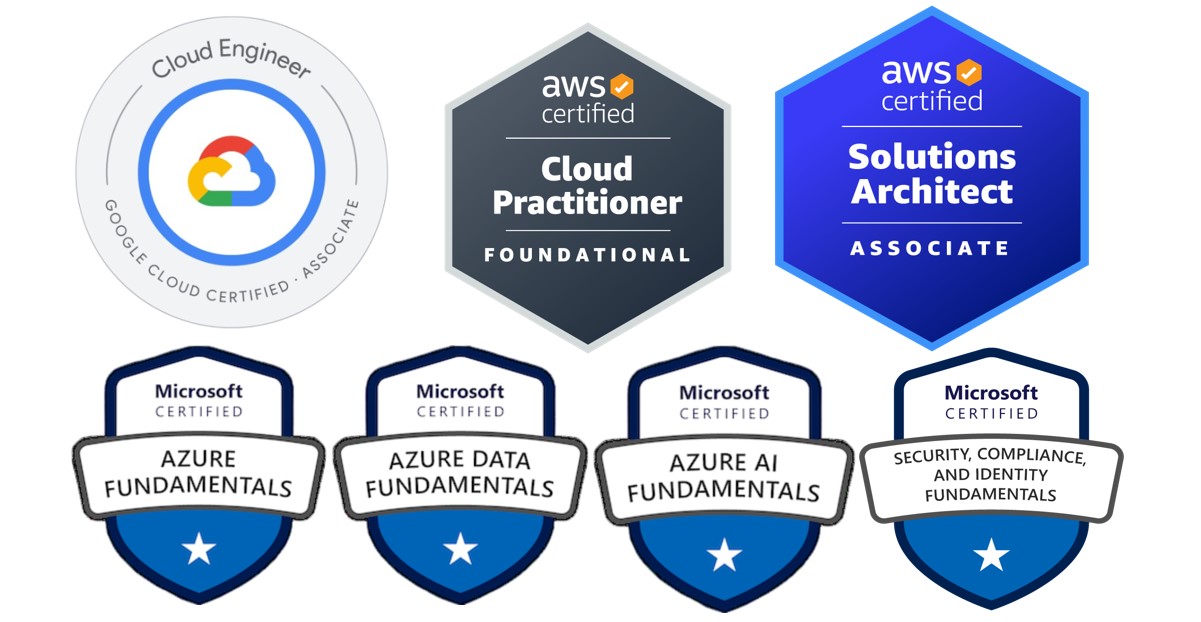 Cloud Engineer
GOOGLE CLOUD CERTIFIED · ASSOCIATE
aws
certified
Cloud
Practitioner
FOUNDATIONAL
aws
certified
Solutions
Architect
ASSOCIATE
Microsoft
CERTIFIED
AZURE
FUNDAMENTALS
Microsoft
CERTIFIED
AZURE DATA
FUNDAMENTALS
Microsoft
CERTIFIED
AZURE AI
FUNDAMENTALS
Microsoft
CERTIFIED
SECURITY, COMPLIANCE,
AND IDENTITY
FUNDAMENTALS